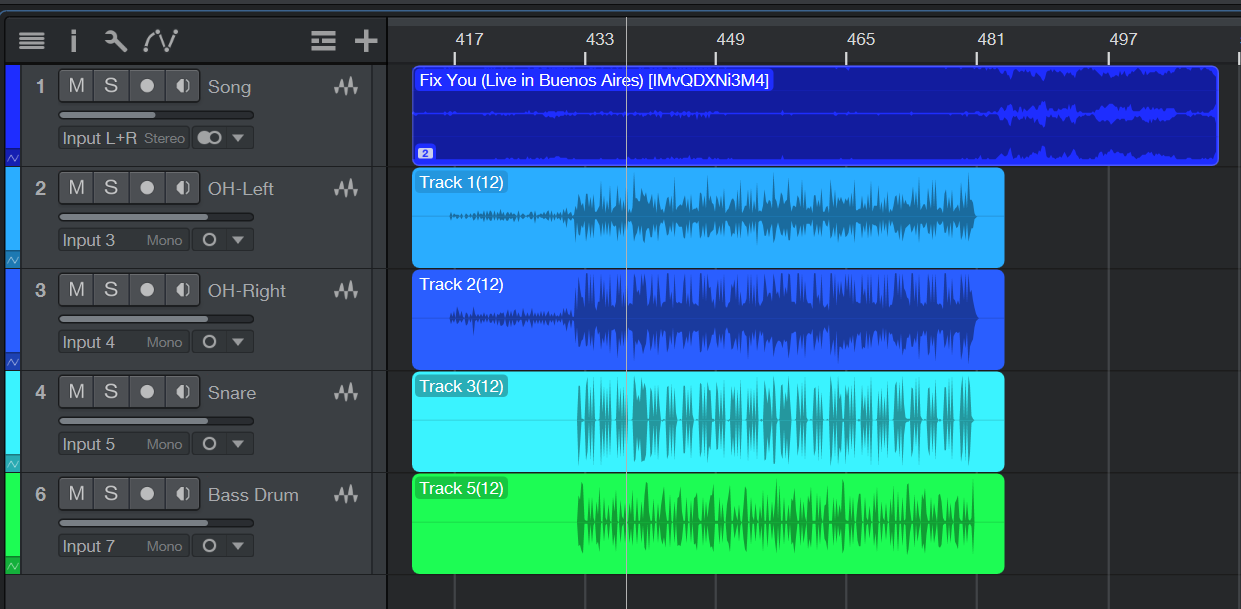 417 433 449 465 481 497
1 M S Song
Input L+R Stereo
Fix You (Live in Buenos Aires) [lMvQDXNi3M4]
2
2 M S OH-Left
Input 3 Mono
Track 1(12)
3 M S OH-Right
Input 4 Mono
Track 2(12)
4 M S Snare
Input 5 Mono
Track 3(12)
6 M S Bass Drum
Input 7 Mono
Track 5(12)